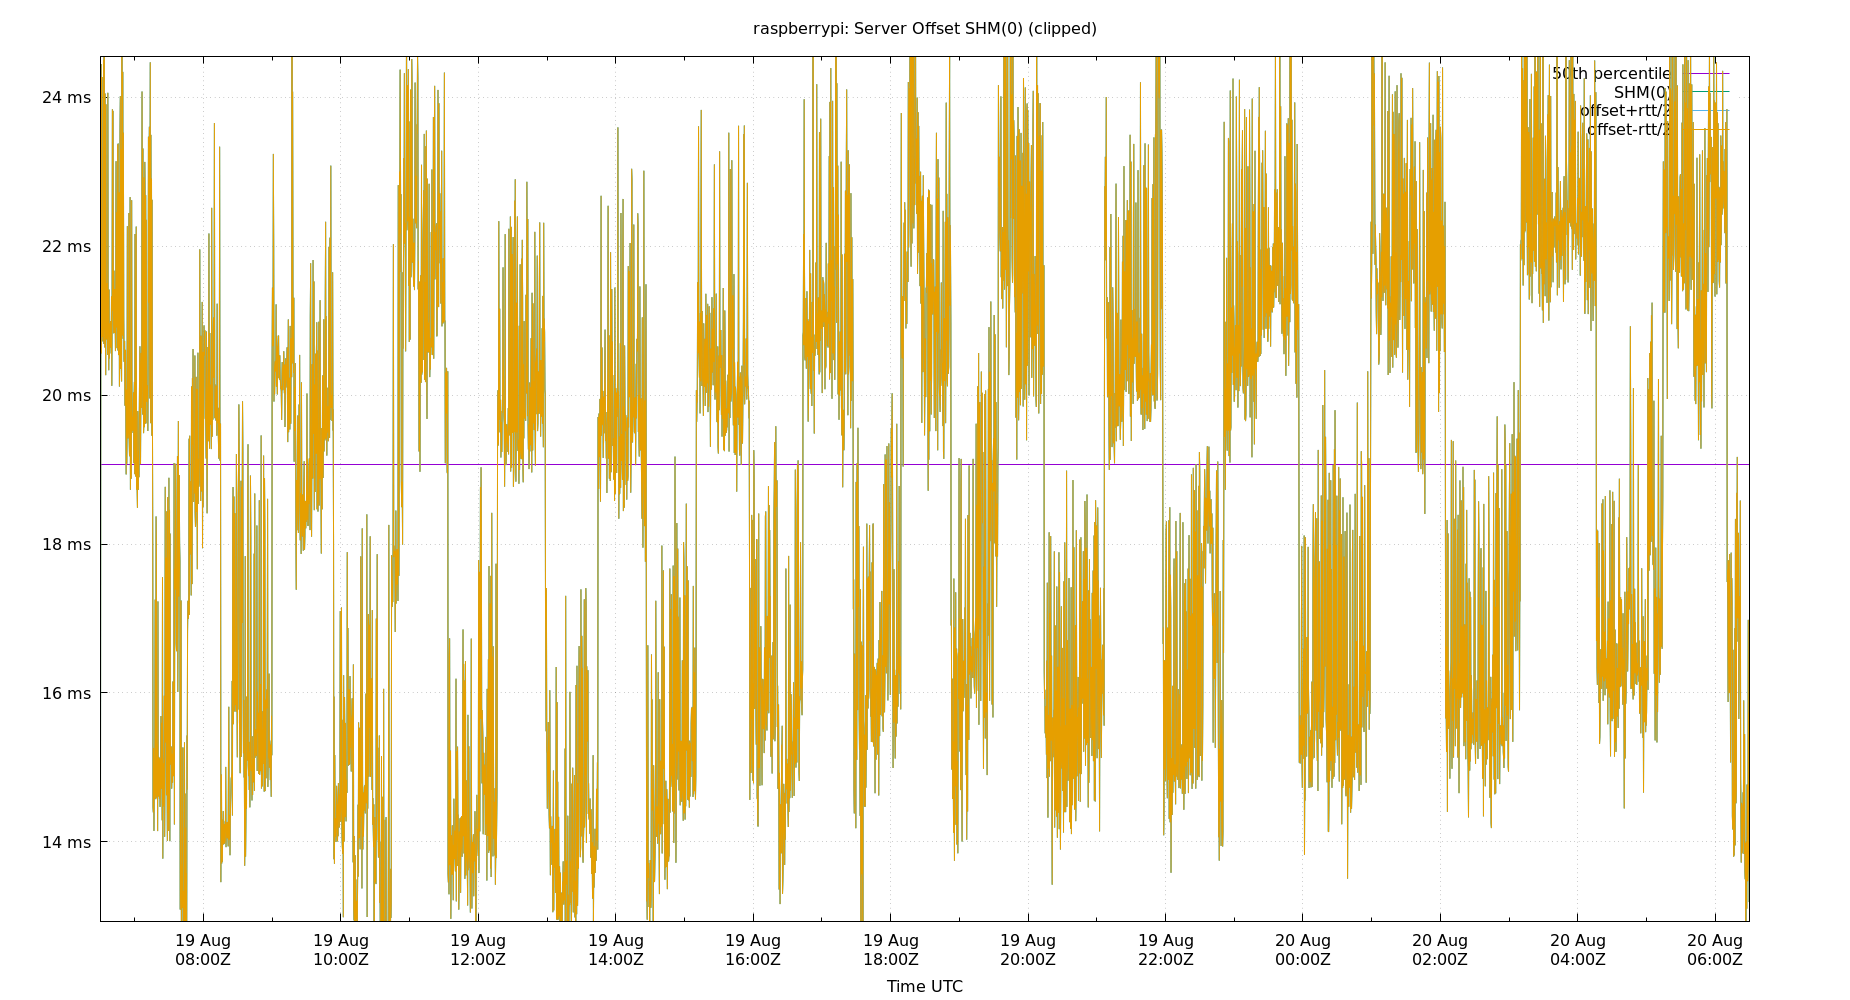 raspberrypi: Server Offset SHM(0) (clipped)
50th percentile
SHM(0)
offset+rtt/2
offset-rtt/2
24 ms
22 ms
20 ms
18 ms
16 ms
14 ms
19 Aug 19 Aug 19 Aug 19 Aug 19 Aug 19 Aug 19 Aug 19 Aug 20 Aug 20 Aug 20 Aug 20 Aug
08:00Z 10:00Z 12:00Z 14:00Z 16:00Z 18:00Z 20:00Z 22:00Z 00:00Z 02:00Z 04:00Z 06:00Z
Time UTC